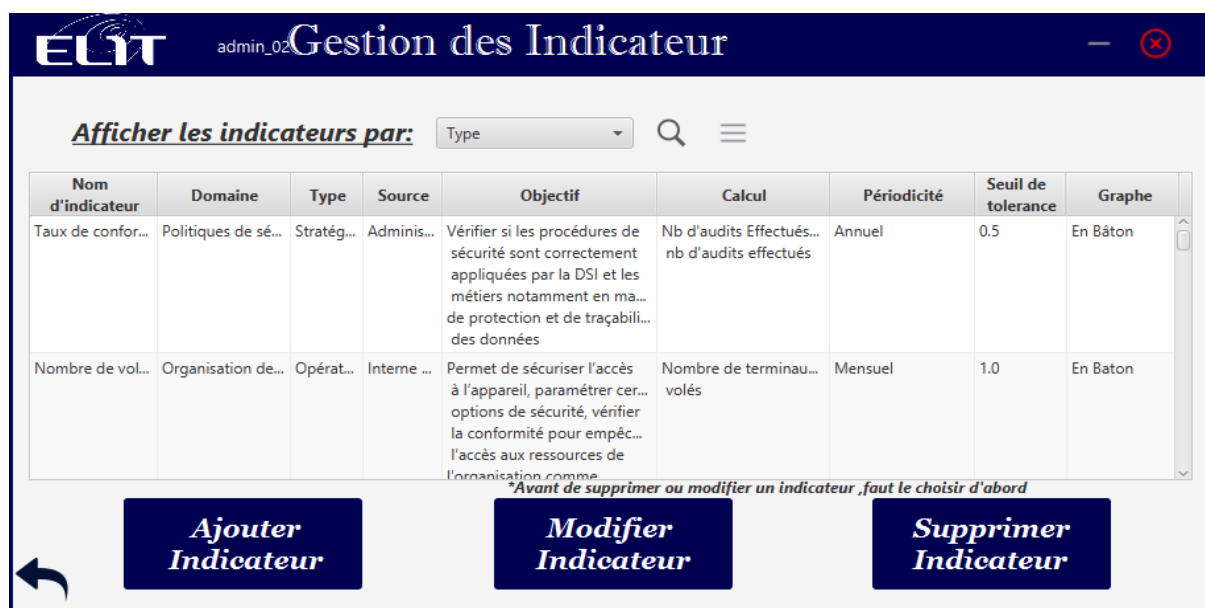 ELIT admin_02 Gestion des Indicateur
Afficher les indicateurs par: Type
Nom d'indicateur Domaine Type Source Objectif Calcul Périodicité Seuil de tolerance Graphe
Taux de confor... Politiques de sé... Stratég... Adminis... Vérifier si les procédures de Nb d'audits Effectués... Annuel 0.5 En Bâton
sécurité sont correctement nb d'audits effectués
appliquées par la DSI et les
métiers notamment en ma...
de protection et de traçabili...
des données
Nombre de vol... Organisation de... Opérat... Interne ... Permet de sécuriser l'accès Nombre de terminau... Mensuel 1.0 En Baton
à l'appareil, paramétrer cer... volés
options de sécurité, vérifier
la conformité pour empêc...
l'accès aux ressources de
l'organisation comme
*Avant de supprimer ou modifier un indicateur ,faut le choisir d'abord
Ajouter Modifier Supprimer
Indicateur Indicateur Indicateur